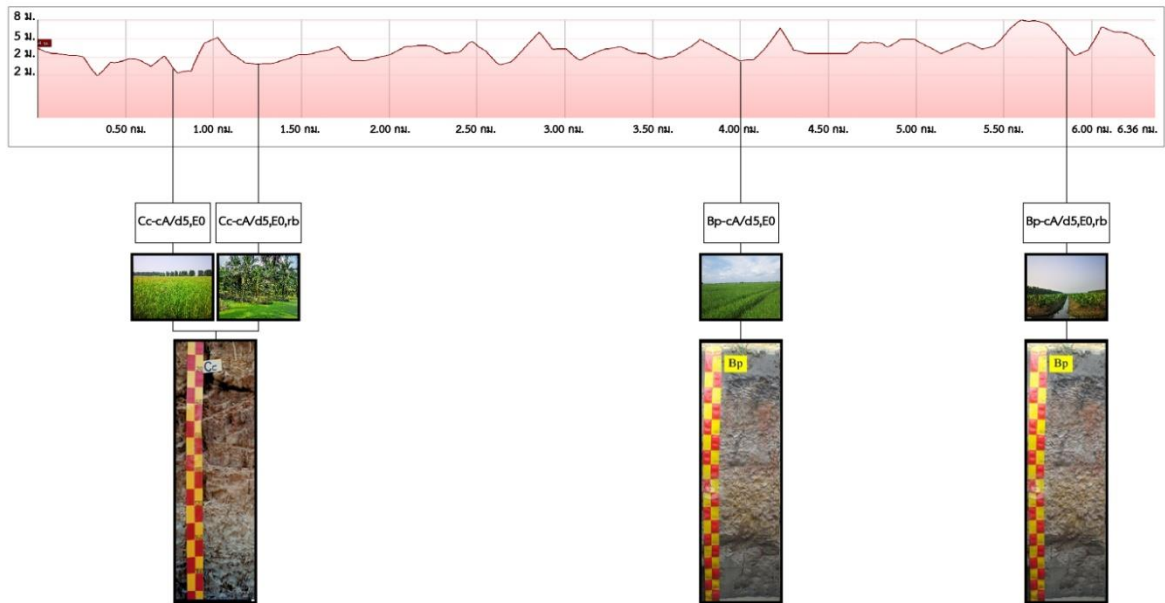 8 ม.
5 ม.
2 ม.
2 ม.
0.50 กม.
1.00 กม.
1.50 กม.
2.00 กม.
2.50 กม.
3.00 กม.
3.50 กม.
4.00 กม.
4.50 กม.
5.00 กม.
5.50 กม.
6.00 กม.
6.36 กม.
Cc-cA/d5,E0
Cc-cA/d5,E0,rb
Bp-cA/d5,E0
Bp-cA/d5,E0,rb
Cc
Bp
Bp